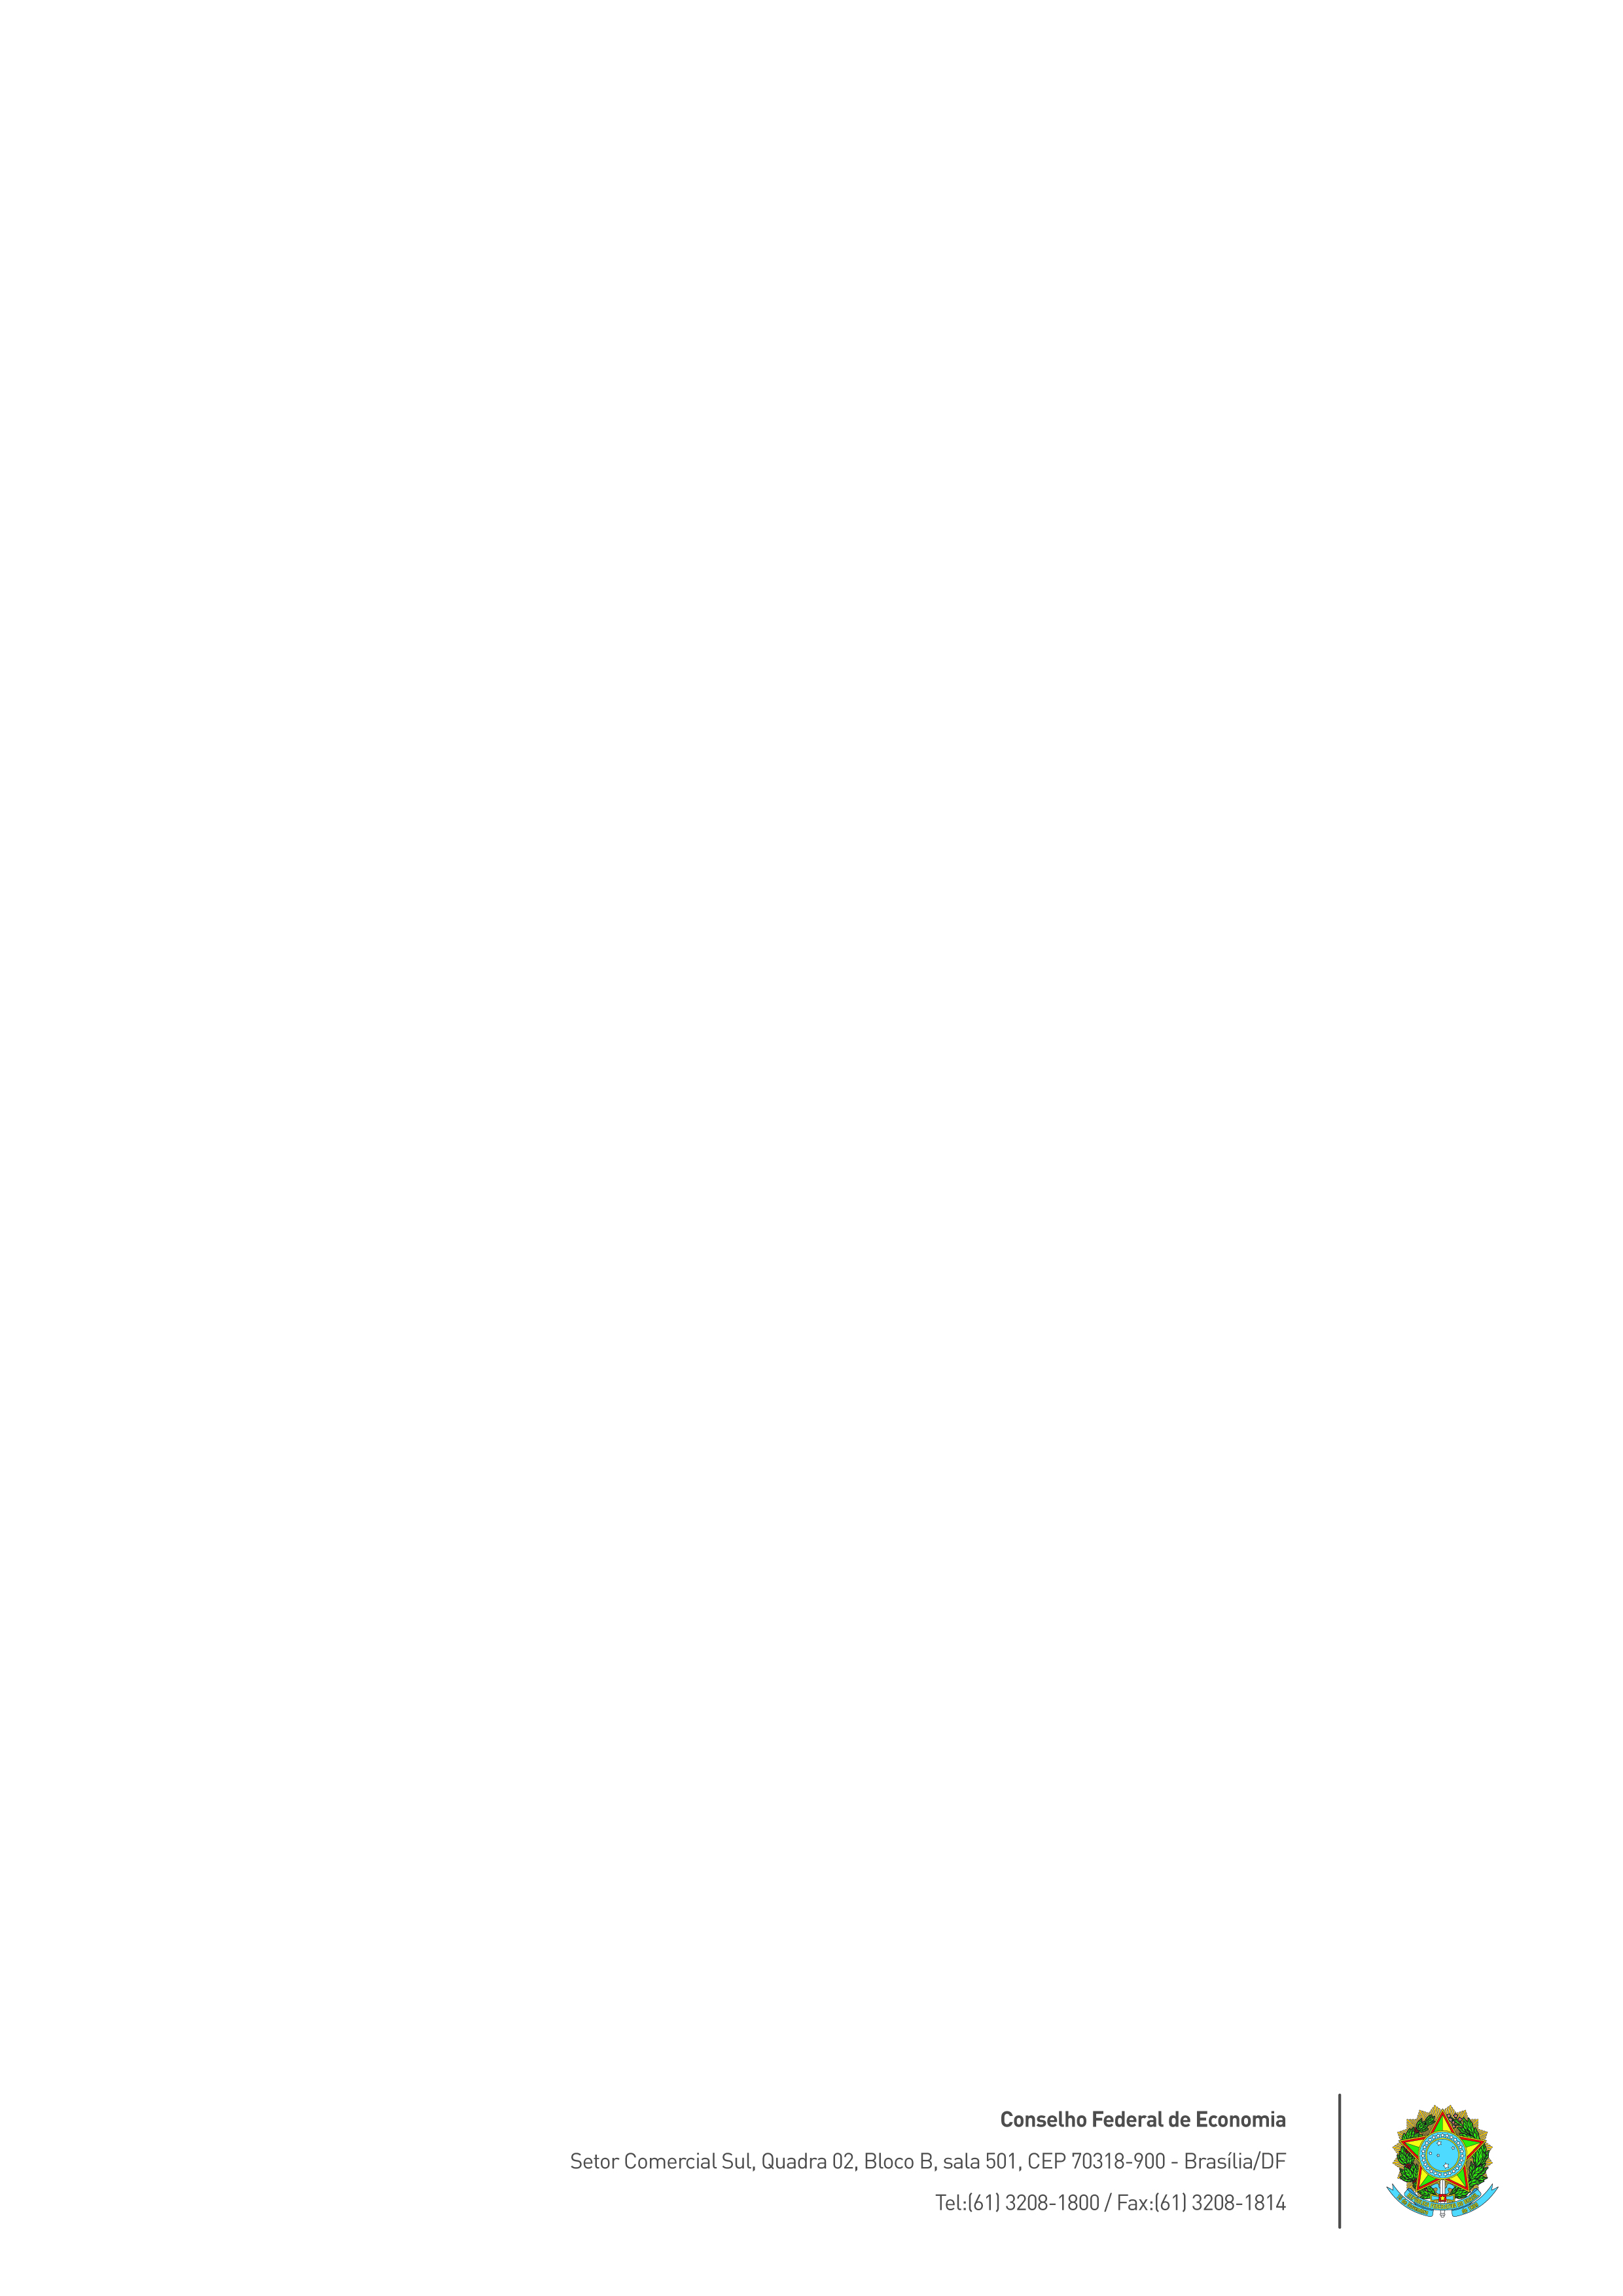 Conselho Federal de Economia
Setor Comercial Sul, Quadra 02, Bloco B, sala 501, CEP 70318-900 - Brasília/DF
Tel:(61) 3208-1800 / Fax:(61) 3208-1814